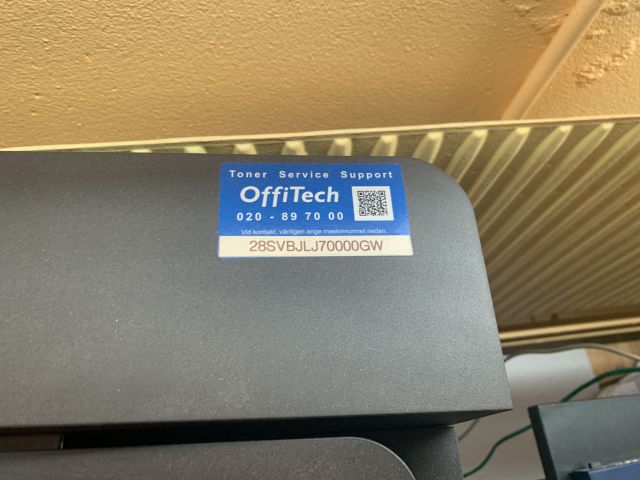 Toner Service Support
OffiTech
020 - 89 70 00
Vid kontakt, vänligen ange maskinnumret nedan.
28SVBJLJ70000GW